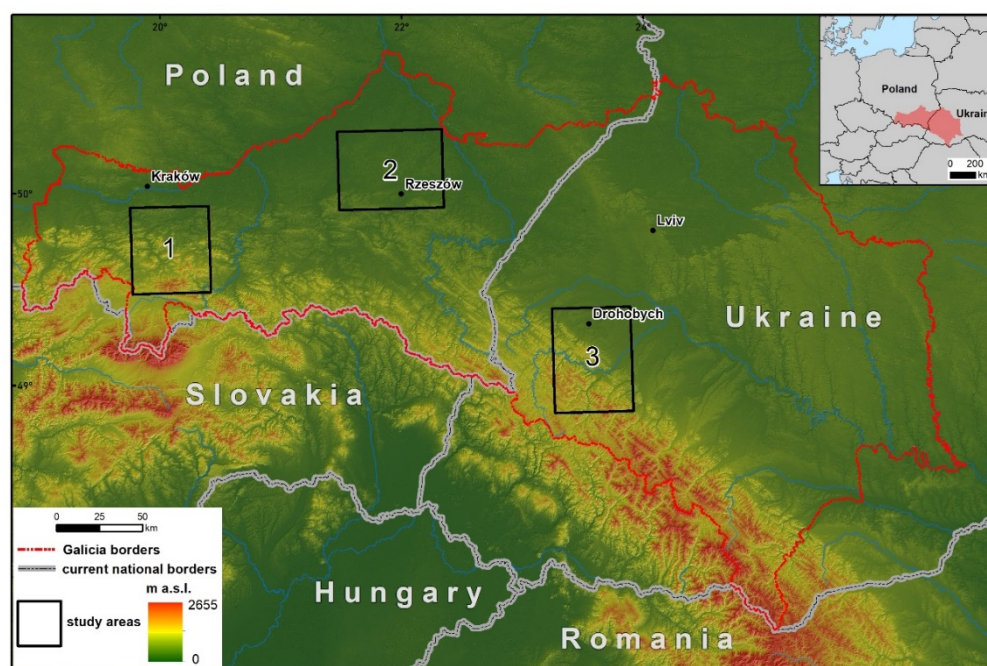 20°
22°
24°
Poland
Poland
Ukrain
0 200
km
50°
Kraków
2
Rzeszów
1
Lviv
Drohobych
Ukraine
3
49°
Slovakia
0 25 50
km
Galicia borders
current national borders
m a.s.l.
2655
study areas
0
Hungary
Romania